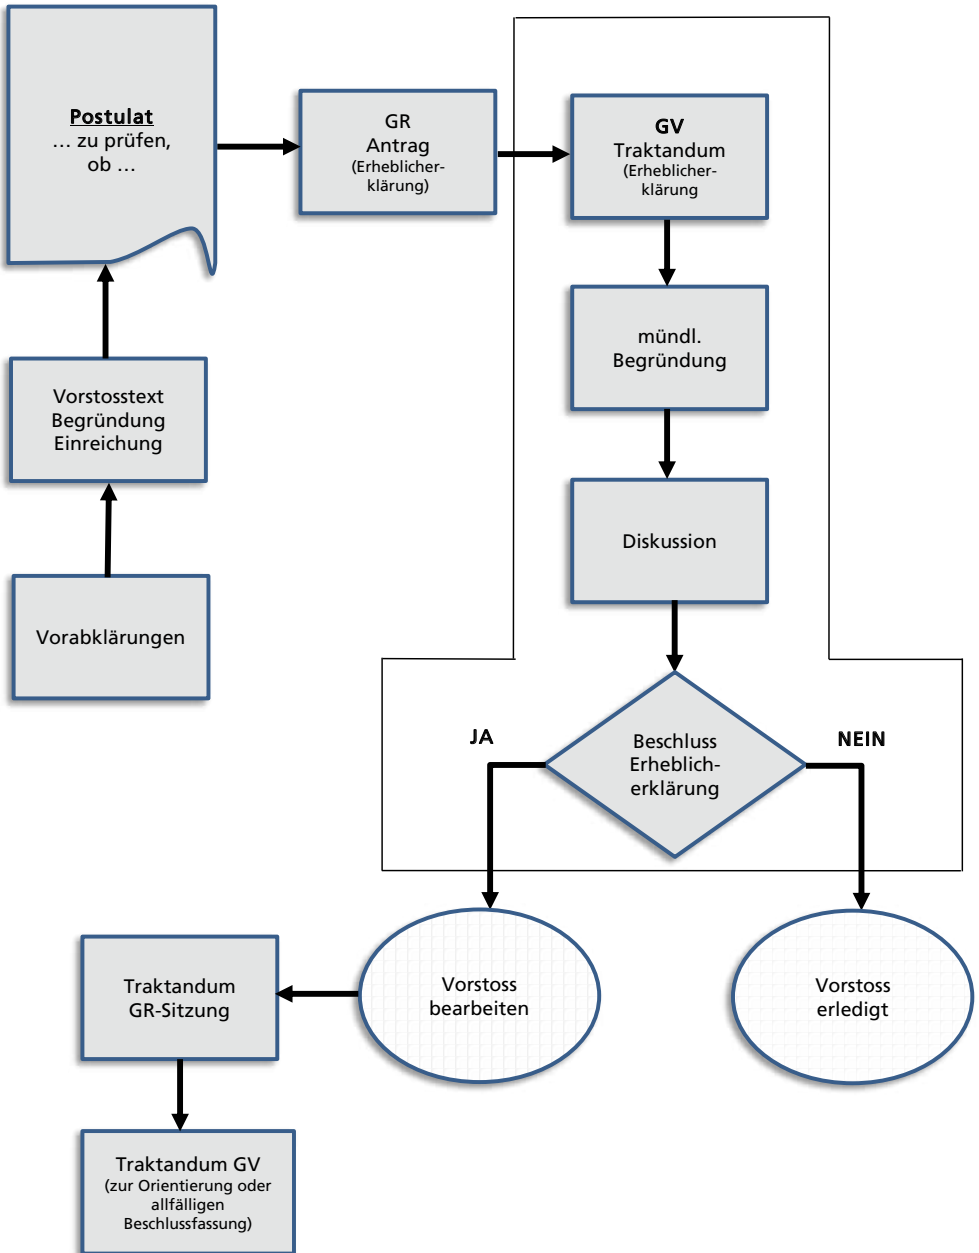 Postulat
… zu prüfen,
ob …
GR
Antrag
(Erheblicher-
klärung)
GV
Traktandum
(Erheblicher-
klärung
mündl.
Begründung
Vorstosstext
Begründung
Einreichung
Diskussion
Vorabklärungen
JA
Beschluss
Erheblich-
erklärung
NEIN
Traktandum
GR-Sitzung
Vorstoss
bearbeiten
Vorstoss
erledigt
Traktandum GV
(zur Orientierung oder
allfälligen
Beschlussfassung)